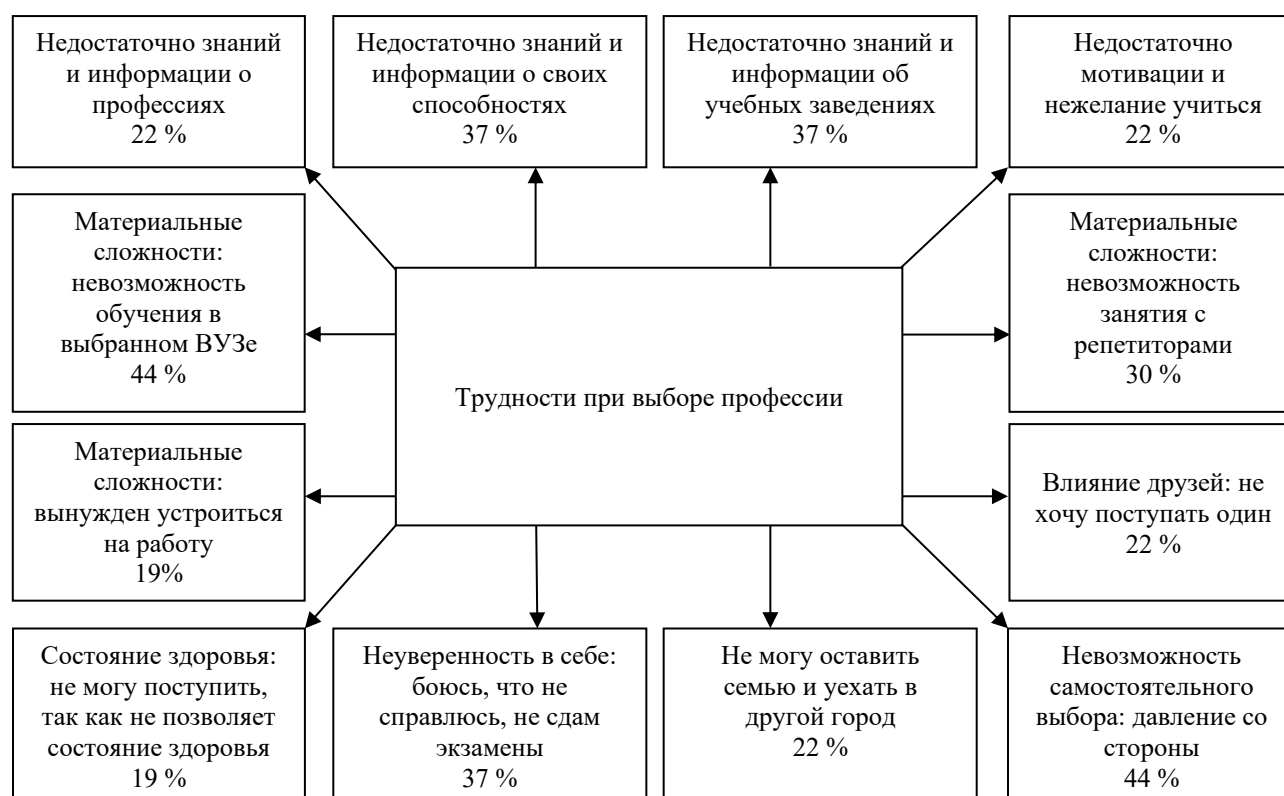 Недостаточно знаний
и информации о
профессиях
22 %
Недостаточно знаний и
информации о своих
способностях
37 %
Недостаточно знаний и
информации об
учебных заведениях
37 %
Недостаточно
мотивации и
нежелание учиться
22 %
Материальные
сложности:
невозможность
обучения в
выбранном ВУЗе
44 %
Материальные
сложности:
невозможность
занятия с
репетиторами
30 %
Трудности при выборе профессии
Материальные
сложности:
вынужден устроиться
на работу
19%
Влияние друзей: не
хочу поступать один
22 %
Состояние здоровья:
не могу поступить,
так как не позволяет
состояние здоровья
19 %
Неуверенность в себе:
боюсь, что не
справлюсь, не сдам
экзамены
37 %
Не могу оставить
семью и уехать в
другой город
22 %
Невозможность
самостоятельного
выбора: давление со
стороны
44 %